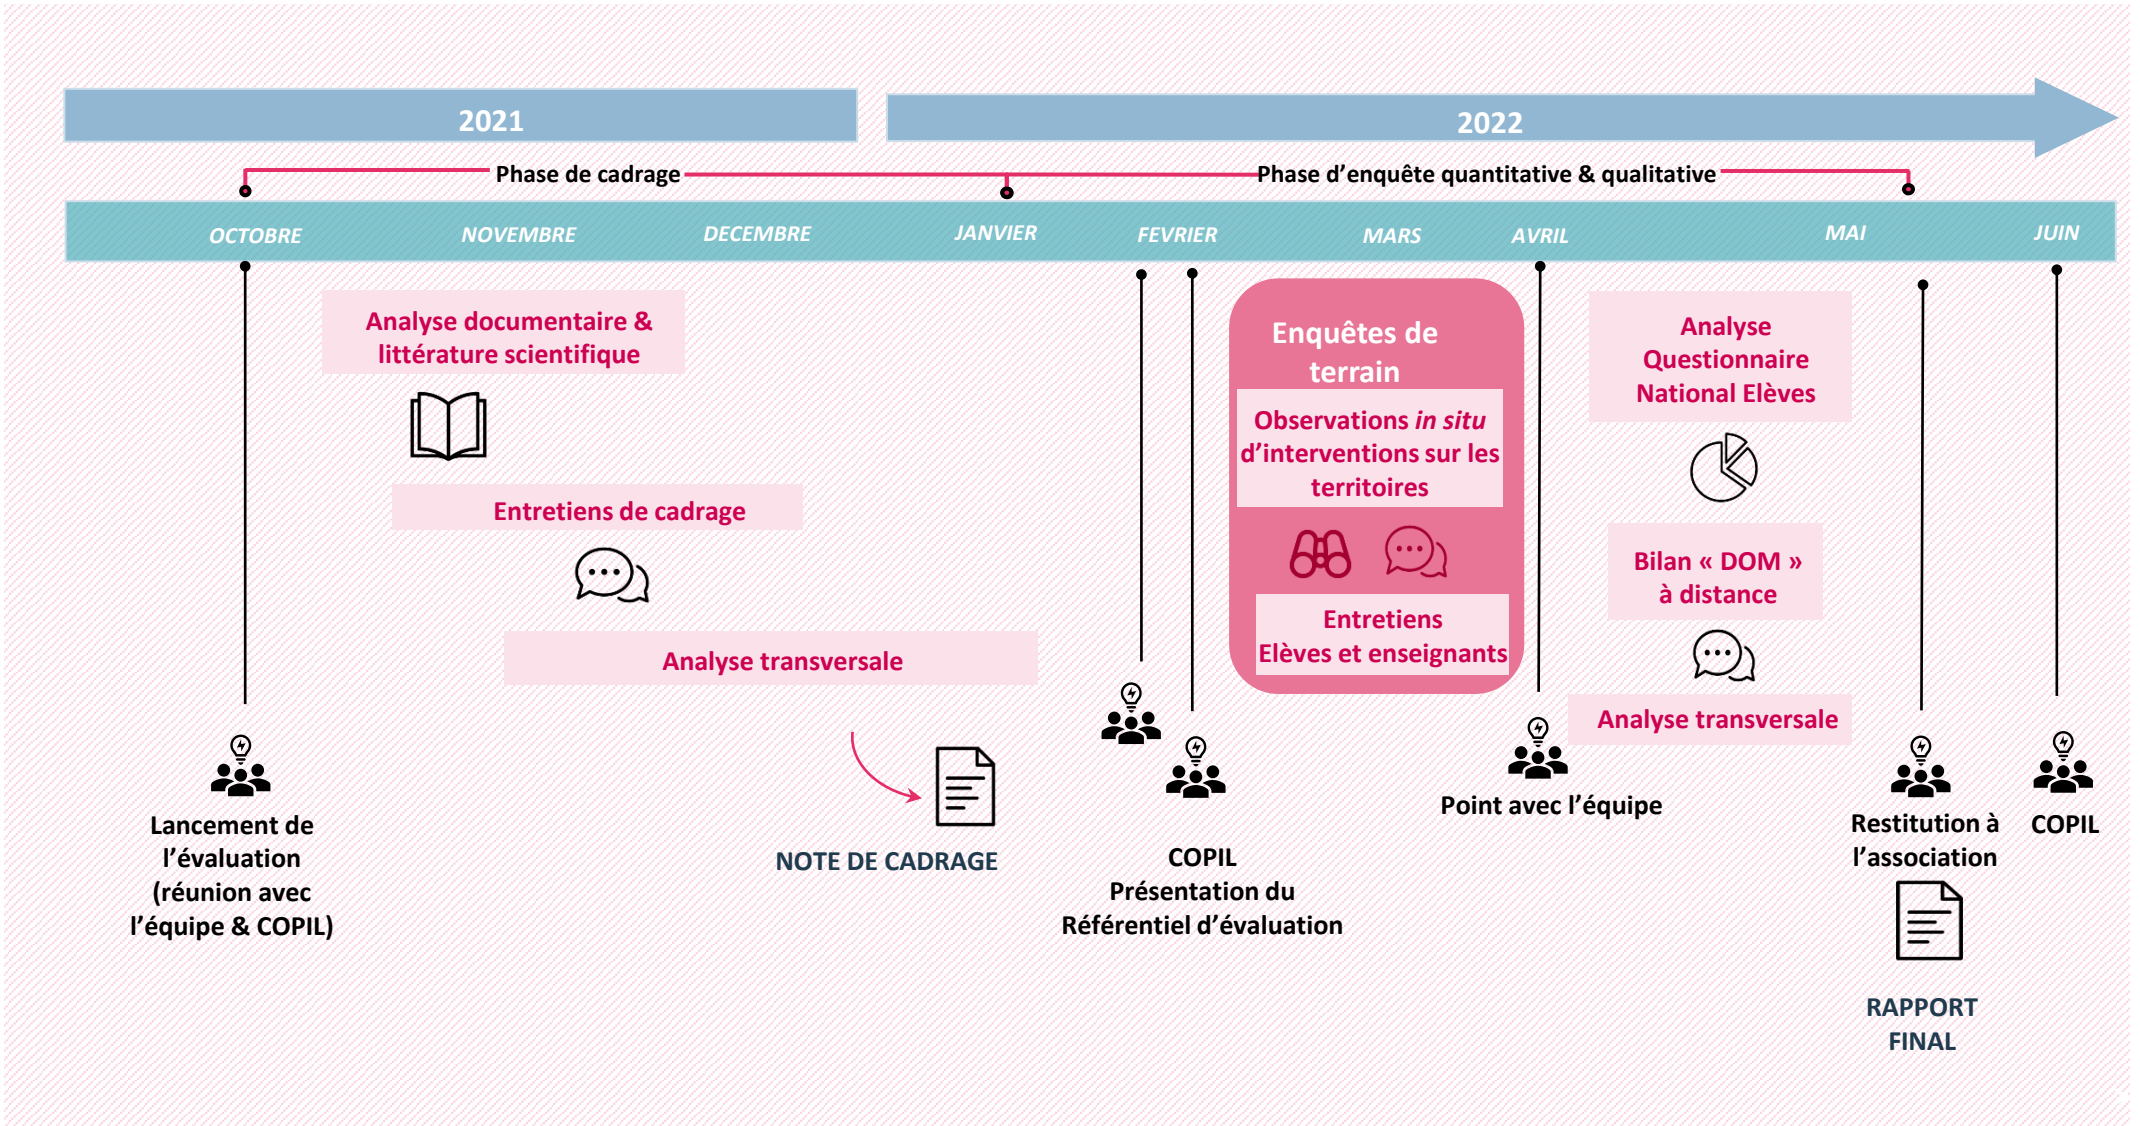 2021
2022
Phase de cadrage
Phase d’enquête quantitative & qualitative
OCTOBRE
NOVEMBRE
DECEMBRE
JANVIER
FEVRIER
MARS
AVRIL
MAI
JUIN
Analyse documentaire &
littérature scientifique
Entretiens de cadrage
Analyse transversale
Enquêtes de
terrain
Observations in situ
d’interventions sur les
territoires
Entretiens
Elèves et enseignants
Analyse
Questionnaire
National Elèves
Bilan « DOM »
à distance
Analyse transversale
Lancement de
l’évaluation
(réunion avec
l’équipe & COPIL)
NOTE DE CADRAGE
COPIL
Présentation du
Référentiel d’évaluation
Point avec l’équipe
Restitution à
l’association
COPIL
RAPPORT
FINAL